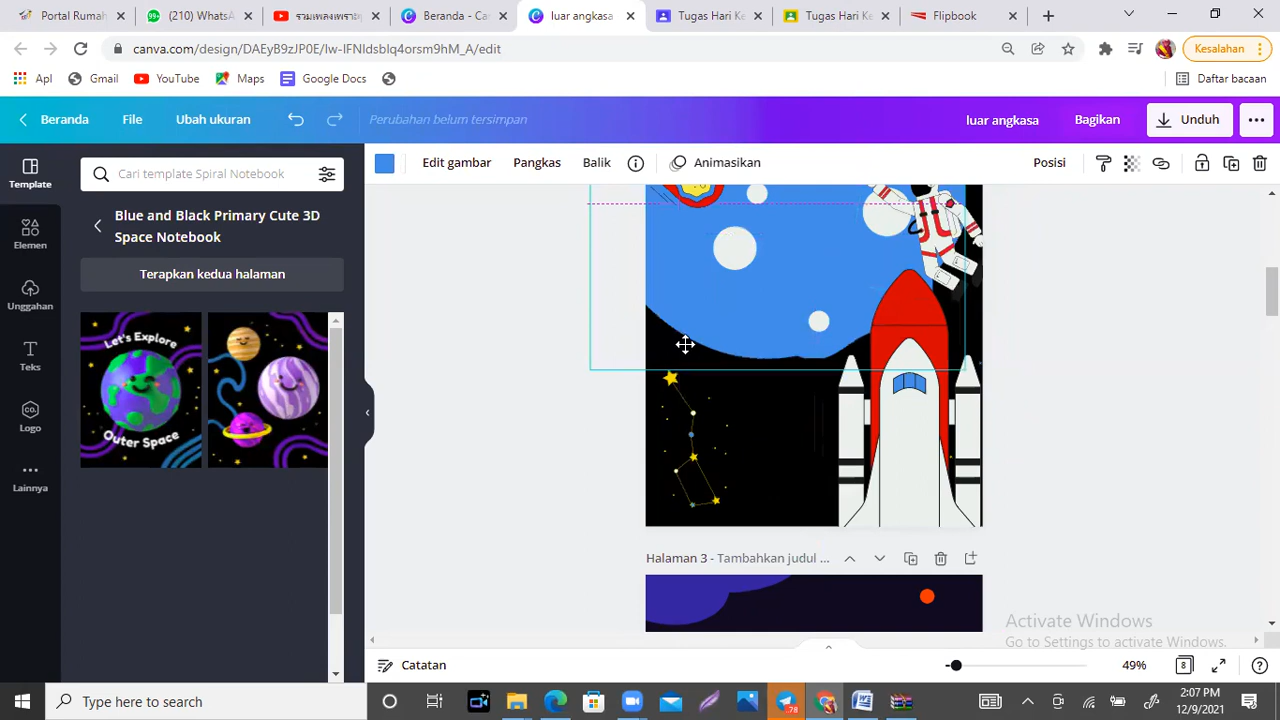 Portal Rum
(210) WhatsA
Beranda - Ca
luar angkasa
Tugas Hari Ke
Tugas Hari Ke
Flipbook
canva.com/design/DAEyB9zJP0E/Iw-IFNIdsbIq4orsm9hM_A/edit
Kesalahan
Apl
Gmail
YouTube
Maps
Google Docs
Daftar bacaan
Beranda
File
Ubah ukuran
Perubahan belum tersimpan
luar angkasa
Bagikan
Unduh
Template
Elemen
Unggahan
Teks
CO.
Logo
Lainnya
Cari template Spiral Notebook
Blue and Black Primary Cute 3D
Space Notebook
Terapkan kedua halaman
Let's Explore
Outer Space
Edit gambar
Pangkas
Balik
Animasikan
Posisi
Halaman 3 - Tambahkan judul ...
Activate Windows
Go to Settings to activate Windows.
Catatan
49%
8
Type here to search
78
2:07 PM
12/9/2021